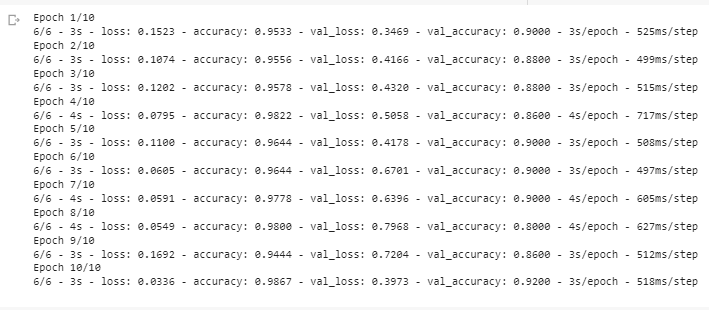 Epoch 1/10
6/6 - 3s - loss: 0.1523 - accuracy: 0.9533 - val_loss: 0.3469 - val_accuracy: 0.9000 - 3s/epoch - 525ms/step
Epoch 2/10
6/6 - 3s - loss: 0.1074 - accuracy: 0.9556 - val_loss: 0.4166 - val_accuracy: 0.8800 - 3s/epoch - 499ms/step
Epoch 3/10
6/6 - 3s - loss: 0.1202 - accuracy: 0.9578 - val_loss: 0.4320 - val_accuracy: 0.8800 - 3s/epoch - 515ms/step
Epoch 4/10
6/6 - 4s - loss: 0.0795 - accuracy: 0.9822 - val_loss: 0.5058 - val_accuracy: 0.8600 - 4s/epoch - 717ms/step
Epoch 5/10
6/6 - 3s - loss: 0.1100 - accuracy: 0.9644 - val_loss: 0.4178 - val_accuracy: 0.9000 - 3s/epoch - 508ms/step
Epoch 6/10
6/6 - 3s - loss: 0.0605 - accuracy: 0.9644 - val_loss: 0.6701 - val_accuracy: 0.9000 - 3s/epoch - 497ms/step
Epoch 7/10
6/6 - 4s - loss: 0.0591 - accuracy: 0.9778 - val_loss: 0.6396 - val_accuracy: 0.9000 - 4s/epoch - 605ms/step
Epoch 8/10
6/6 - 4s - loss: 0.0549 - accuracy: 0.9800 - val_loss: 0.7968 - val_accuracy: 0.8000 - 4s/epoch - 627ms/step
Epoch 9/10
6/6 - 3s - loss: 0.1692 - accuracy: 0.9444 - val_loss: 0.7204 - val_accuracy: 0.8600 - 3s/epoch - 512ms/step
Epoch 10/10
6/6 - 3s - loss: 0.0336 - accuracy: 0.9867 - val_loss: 0.3973 - val_accuracy: 0.9200 - 3s/epoch - 518ms/step